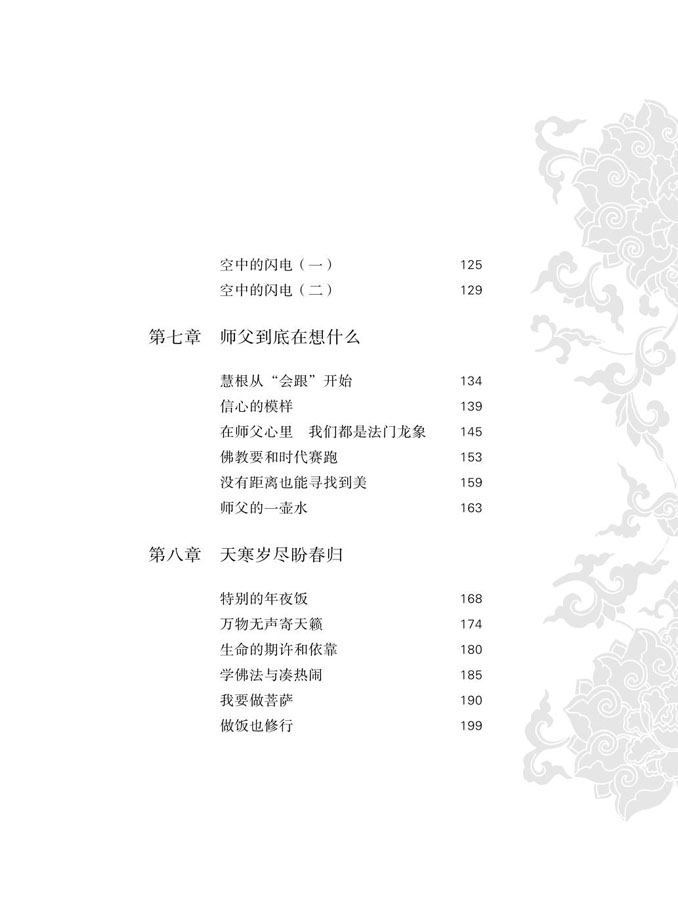 空中的闪电（一） 125
空中的闪电（二） 129
第七章 师父到底在想什么
慧根从“会跟”开始 134
信心的模样 139
在师父心里 我们都是法门龙象 145
佛教要和时代赛跑 153
没有距离也能寻找到美 159
师父的一壶水 163
第八章 天寒岁尽盼春归
特别的年夜饭 168
万物无声寄天籁 174
生命的期许和依靠 180
学佛法与凑热闹 185
我要做菩萨 190
做饭也修行 199